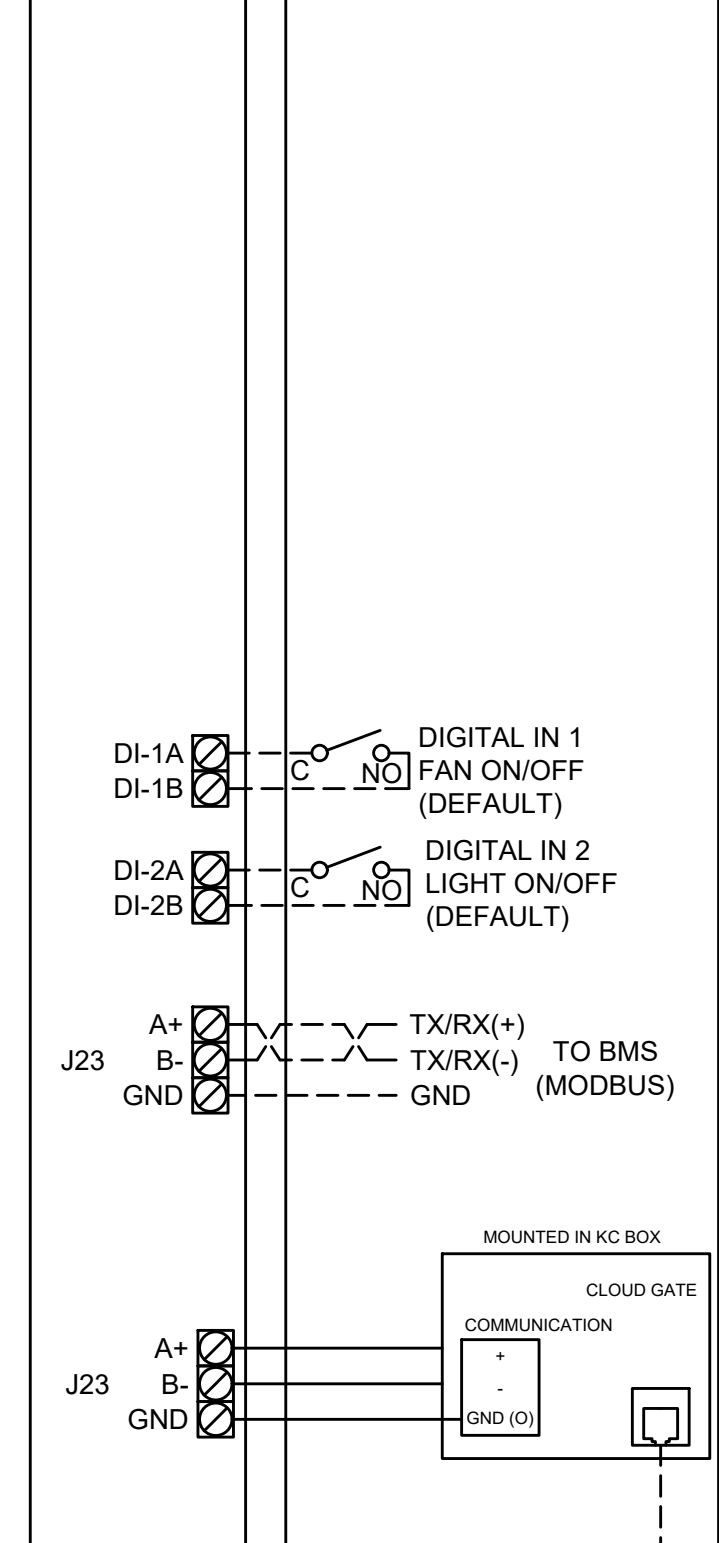 DI-1A
DI-1B
C
NO
DIGITAL IN 1
FAN ON/OFF
(DEFAULT)
DI-2A
DI-2B
C
NO
DIGITAL IN 2
LIGHT ON/OFF
(DEFAULT)
J23
A+
B-
GND
TX/RX(+)
TX/RX(-)
GND
TO BMS
(MODBUS)
MOUNTED IN KC BOX
CLOUD GATE
COMMUNICATION
+
-
GND (O)
J23
A+
B-
GND